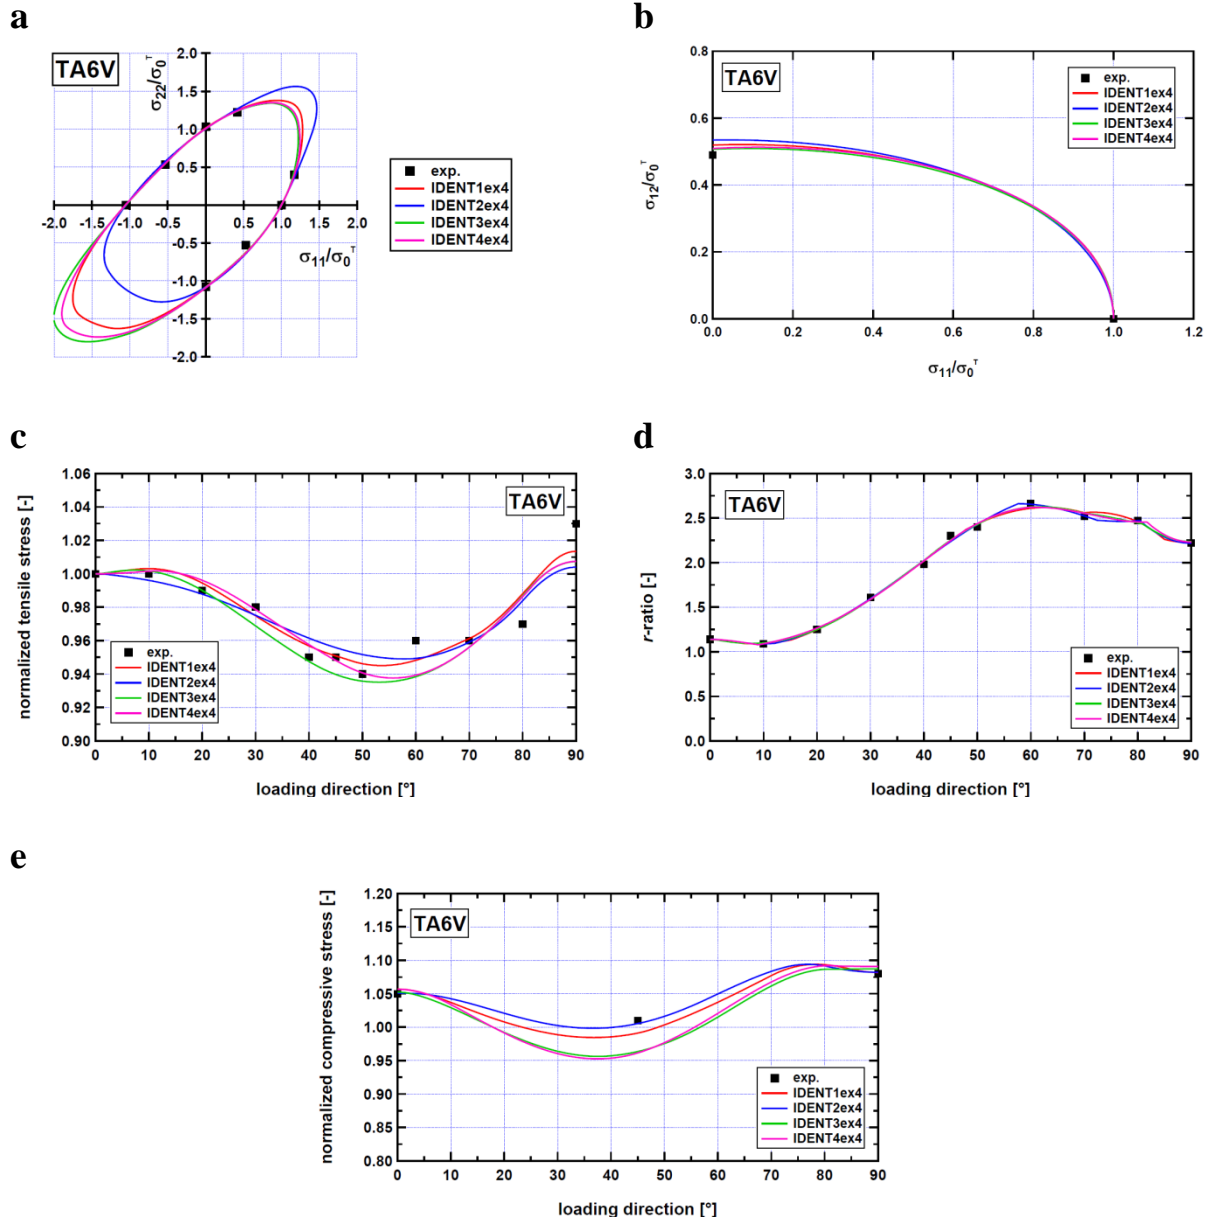 a
TA6V
σ22/σ0T
2.0
1.5
1.0
0.5
-2.0 -1.5 -1.0 -0.5 0.0 0.5 1.0 1.5 2.0
-0.5
-1.0
-1.5
-2.0
σ11/σ0T
exp.
IDENT1ex4
IDENT2ex4
IDENT3ex4
IDENT4ex4
b
TA6V
σ12/σ0T
0.8
0.6
0.4
0.2
0.0
0.0 0.2 0.4 0.6 0.8 1.0 1.2
σ11/σ0T
exp.
IDENT1ex4
IDENT2ex4
IDENT3ex4
IDENT4ex4
c
TA6V
normalized tensile stress [-]
1.06
1.04
1.02
1.00
0.98
0.96
0.94
0.92
0.90
0 10 20 30 40 50 60 70 80 90
loading direction [°]
exp.
IDENT1ex4
IDENT2ex4
IDENT3ex4
IDENT4ex4
d
TA6V
r-ratio [-]
3.0
2.5
2.0
1.5
1.0
0.5
0.0
0 10 20 30 40 50 60 70 80 90
loading direction [°]
exp.
IDENT1ex4
IDENT2ex4
IDENT3ex4
IDENT4ex4
e
TA6V
normalized compressive stress [-]
1.20
1.15
1.10
1.05
1.00
0.95
0.90
0.85
0.80
0 10 20 30 40 50 60 70 80 90
loading direction [°]
exp.
IDENT1ex4
IDENT2ex4
IDENT3ex4
IDENT4ex4